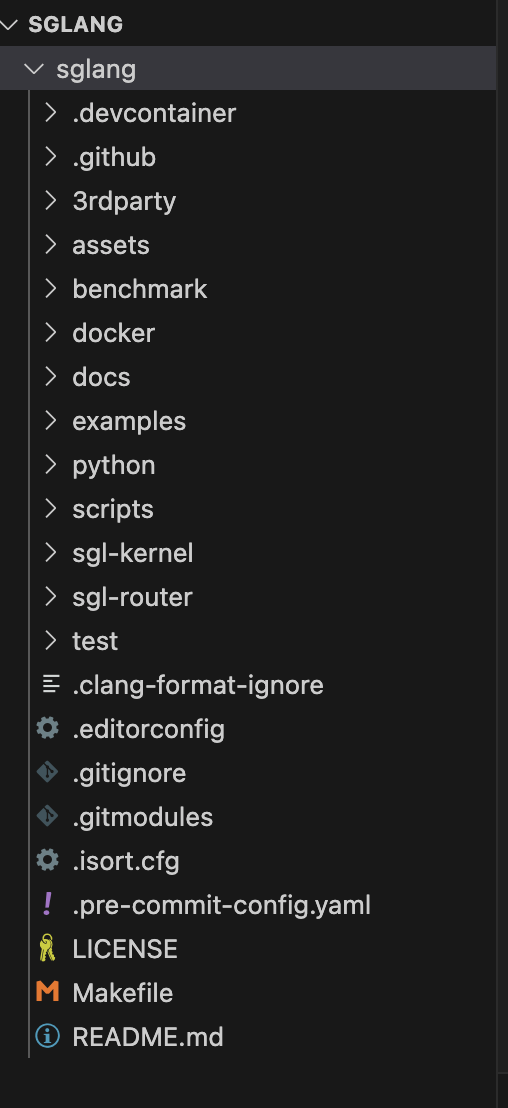 SGLANG
sglang
.devcontainer
.github
3rdparty
assets
benchmark
docker
docs
examples
python
scripts
sgl-kernel
sgl-router
test
.clang-format-ignore
.editorconfig
.gitignore
.gitmodules
.isort.cfg
.pre-commit-config.yaml
LICENSE
Makefile
README.md